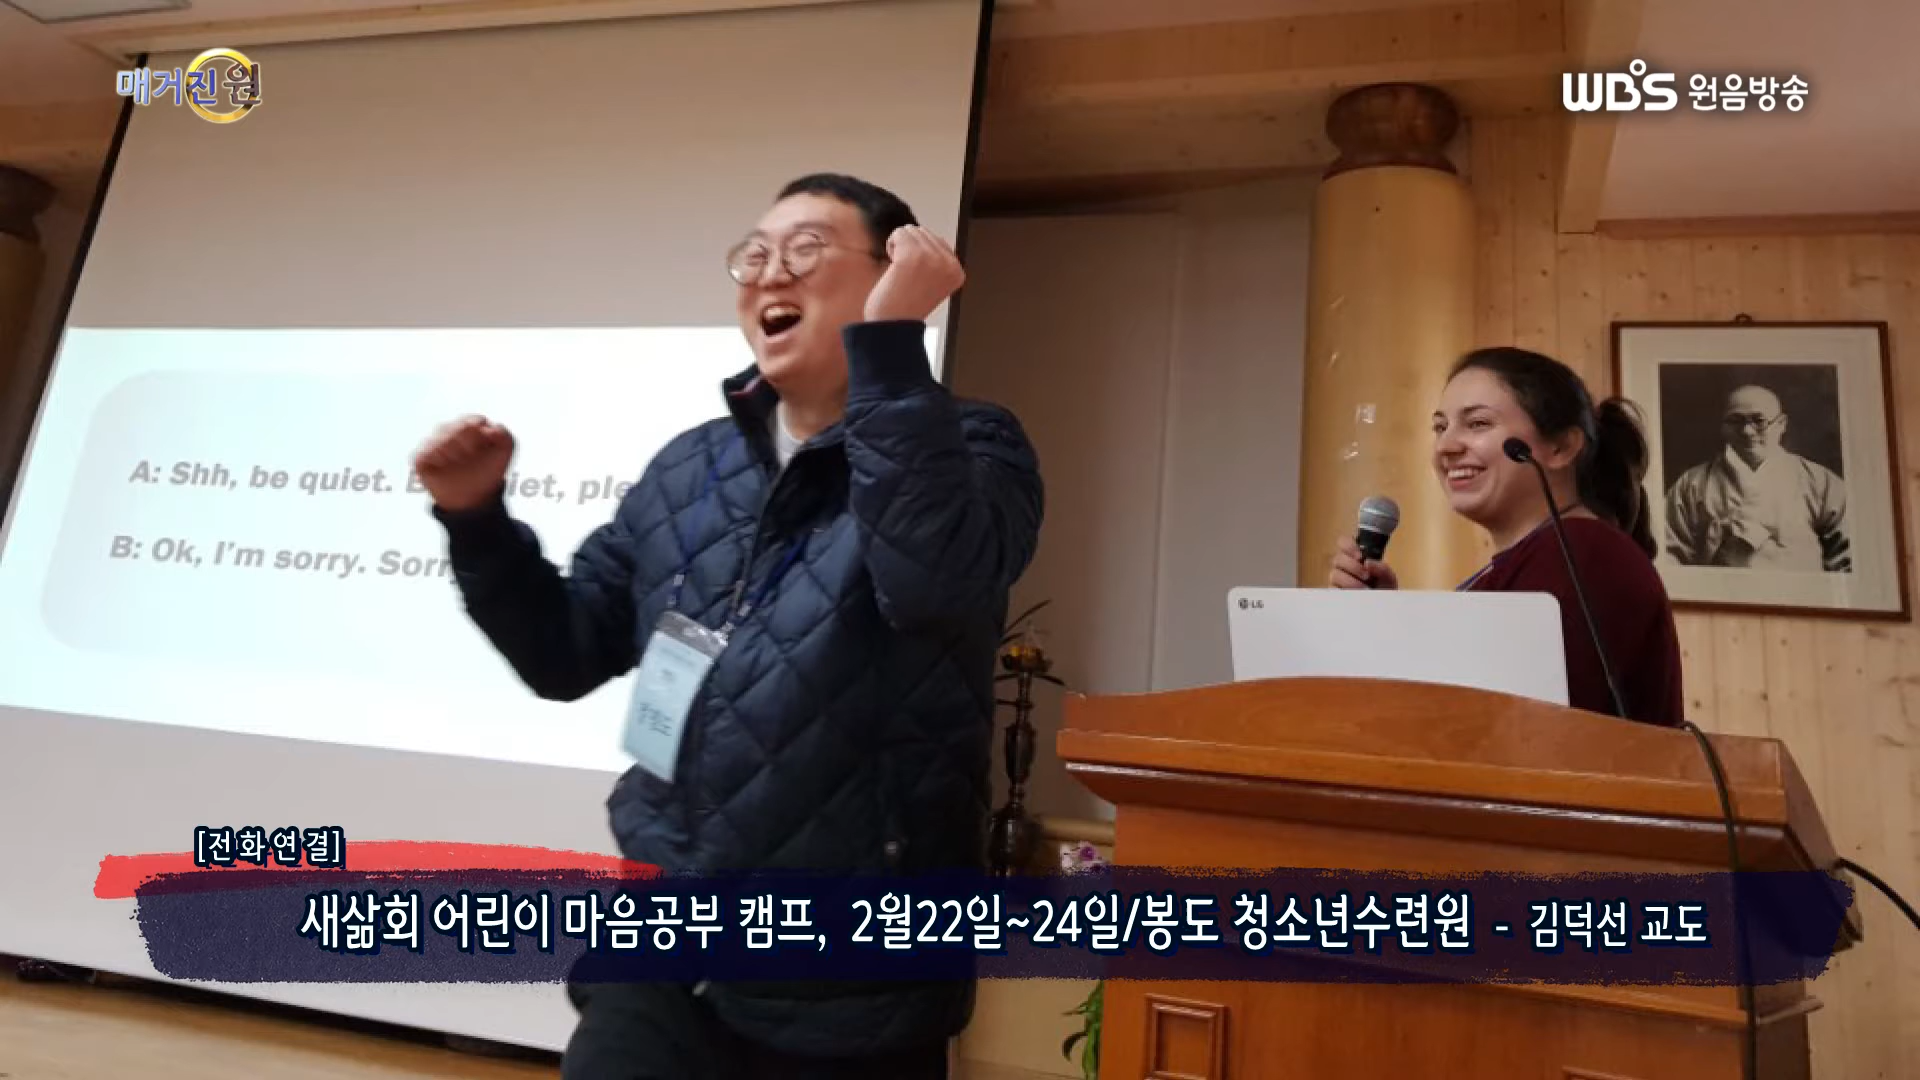 매거진 원
WBS 원음방송
A: Shh, be quiet.
B: Ok, I'm sorry.
LG
[전화연결]
새삶회 어린이 마음공부 캠프, 2월22일~24일/봉도 청소년수련원 - 김덕선 교도